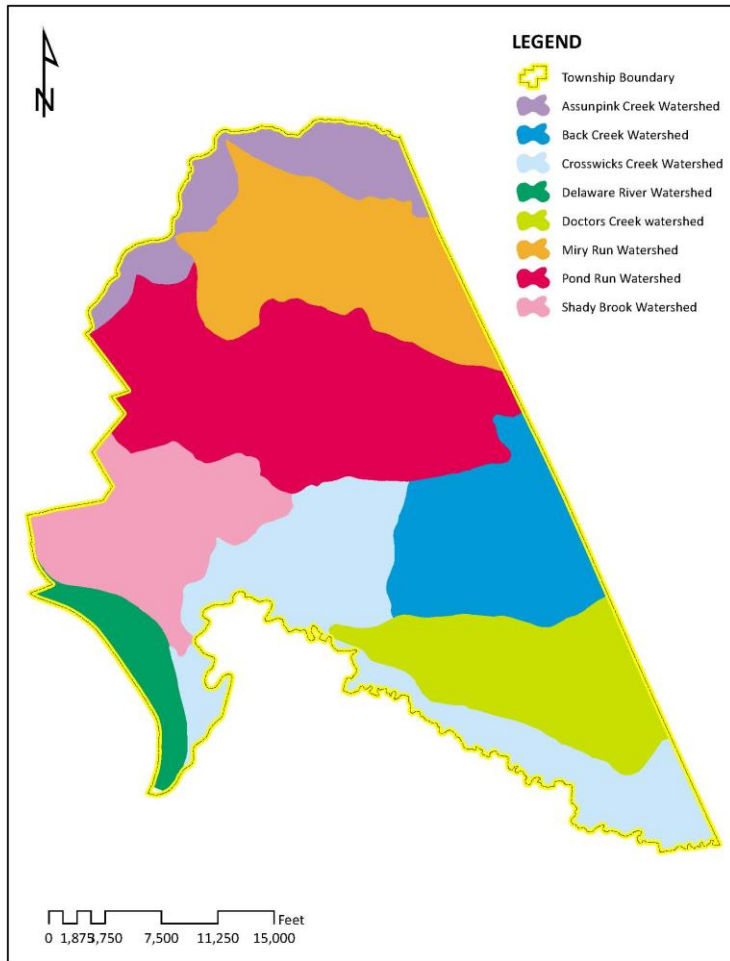 N
LEGEND
Township Boundary
Assunpink Creek Watershed
Back Creek Watershed
Crosswicks Creek Watershed
Delaware River Watershed
Doctors Creek watershed
Miry Run Watershed
Pond Run Watershed
Shady Brook Watershed
Feet
0 1,875 3,750 7,500 11,250 15,000